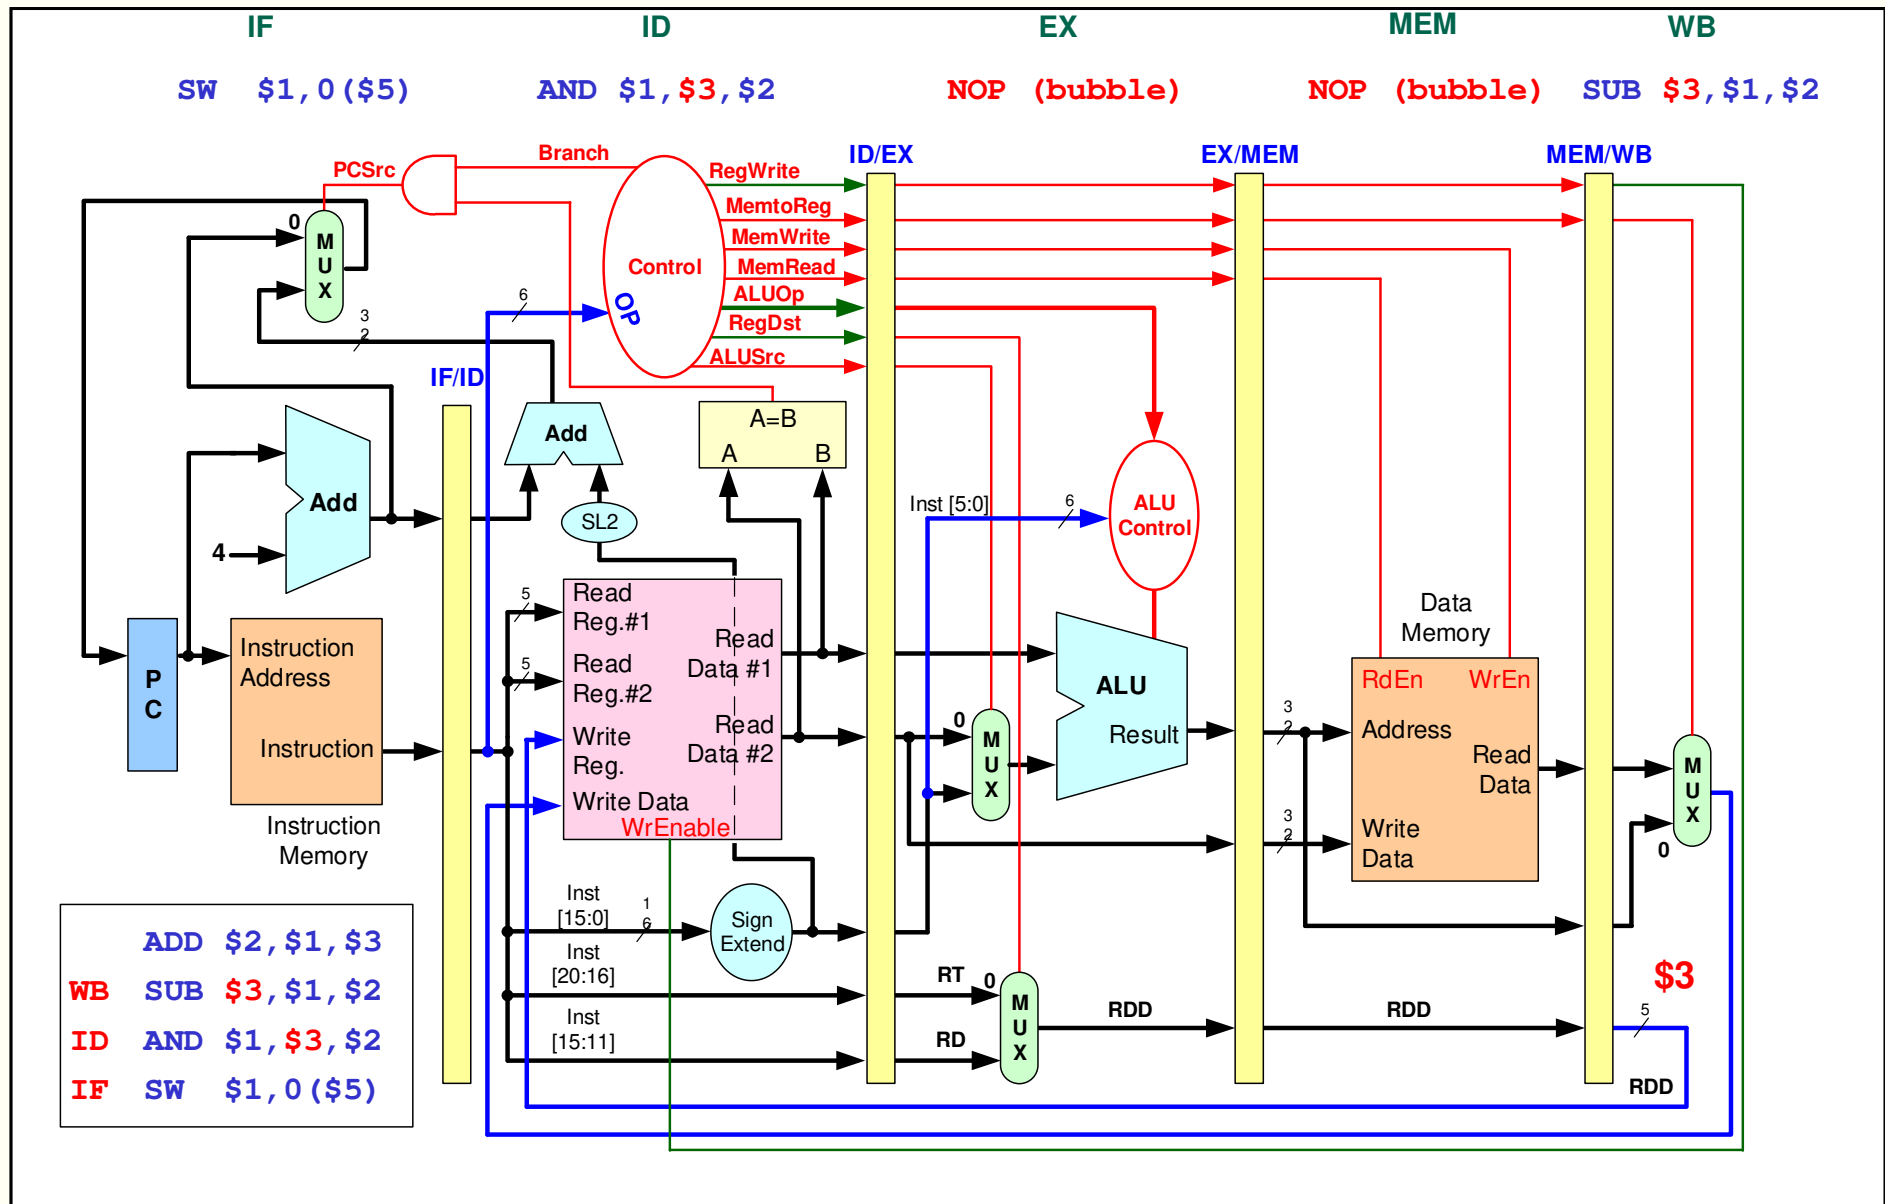 IF ID EX MEM WB
SW $1,0($5) AND $1,$3,$2 NOP (bubble) NOP (bubble) SUB $3,$1,$2
ID/EX EX/MEM MEM/WB
PCSrc
Branch
RegWrite
MemtoReg
MemWrite
MemRead
ALUOp
RegDst
ALUSrc
Control
OP
0
M
U
X
6
3
2
IF/ID
Add
4
Add
SL2
A=B
A B
Inst [5:0]
6
ALU
Control
P
C
Instruction
Address
Instruction
Instruction
Memory
5
Read
Reg.#1
5
Read
Reg.#2
Write
Reg.
Write Data
WrEnable
Read
Data #1
Read
Data #2
0
M
U
X
ALU
Result
Data
Memory
RdEn WrEn
3
2
Address
Read
Data
3
2
Write
Data
M
U
X
0
Inst
[15:0]
1
6
Sign
Extend
Inst
[20:16]
Inst
[15:11]
RT
RD
0
M
U
X
RDD
RDD
$3
5
RDD
ADD $2,$1,$3
WB SUB $3,$1,$2
ID AND $1,$3,$2
IF SW $1,0($5)